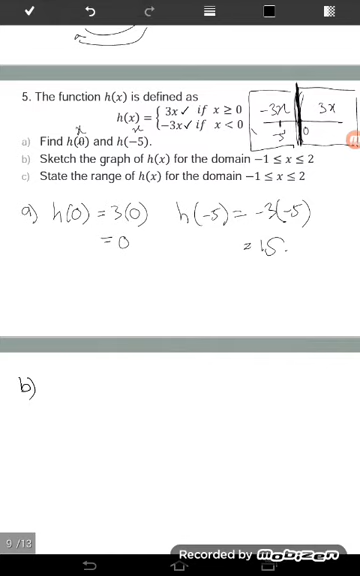 5. The function h(x) is defined as
h(x) = { 3x ✓ if x ≥ 0
−3x ✓ if x < 0
−3x | 3x
−5 0
x x
a) Find h(0) and h(−5).
b) Sketch the graph of h(x) for the domain −1 ≤ x ≤ 2
c) State the range of h(x) for the domain −1 ≤ x ≤ 2
a) h(0) = 3(0) h(−5) = −3(−5)
= 0 = 15.
b)
9 /13
Recorded by Mobizen